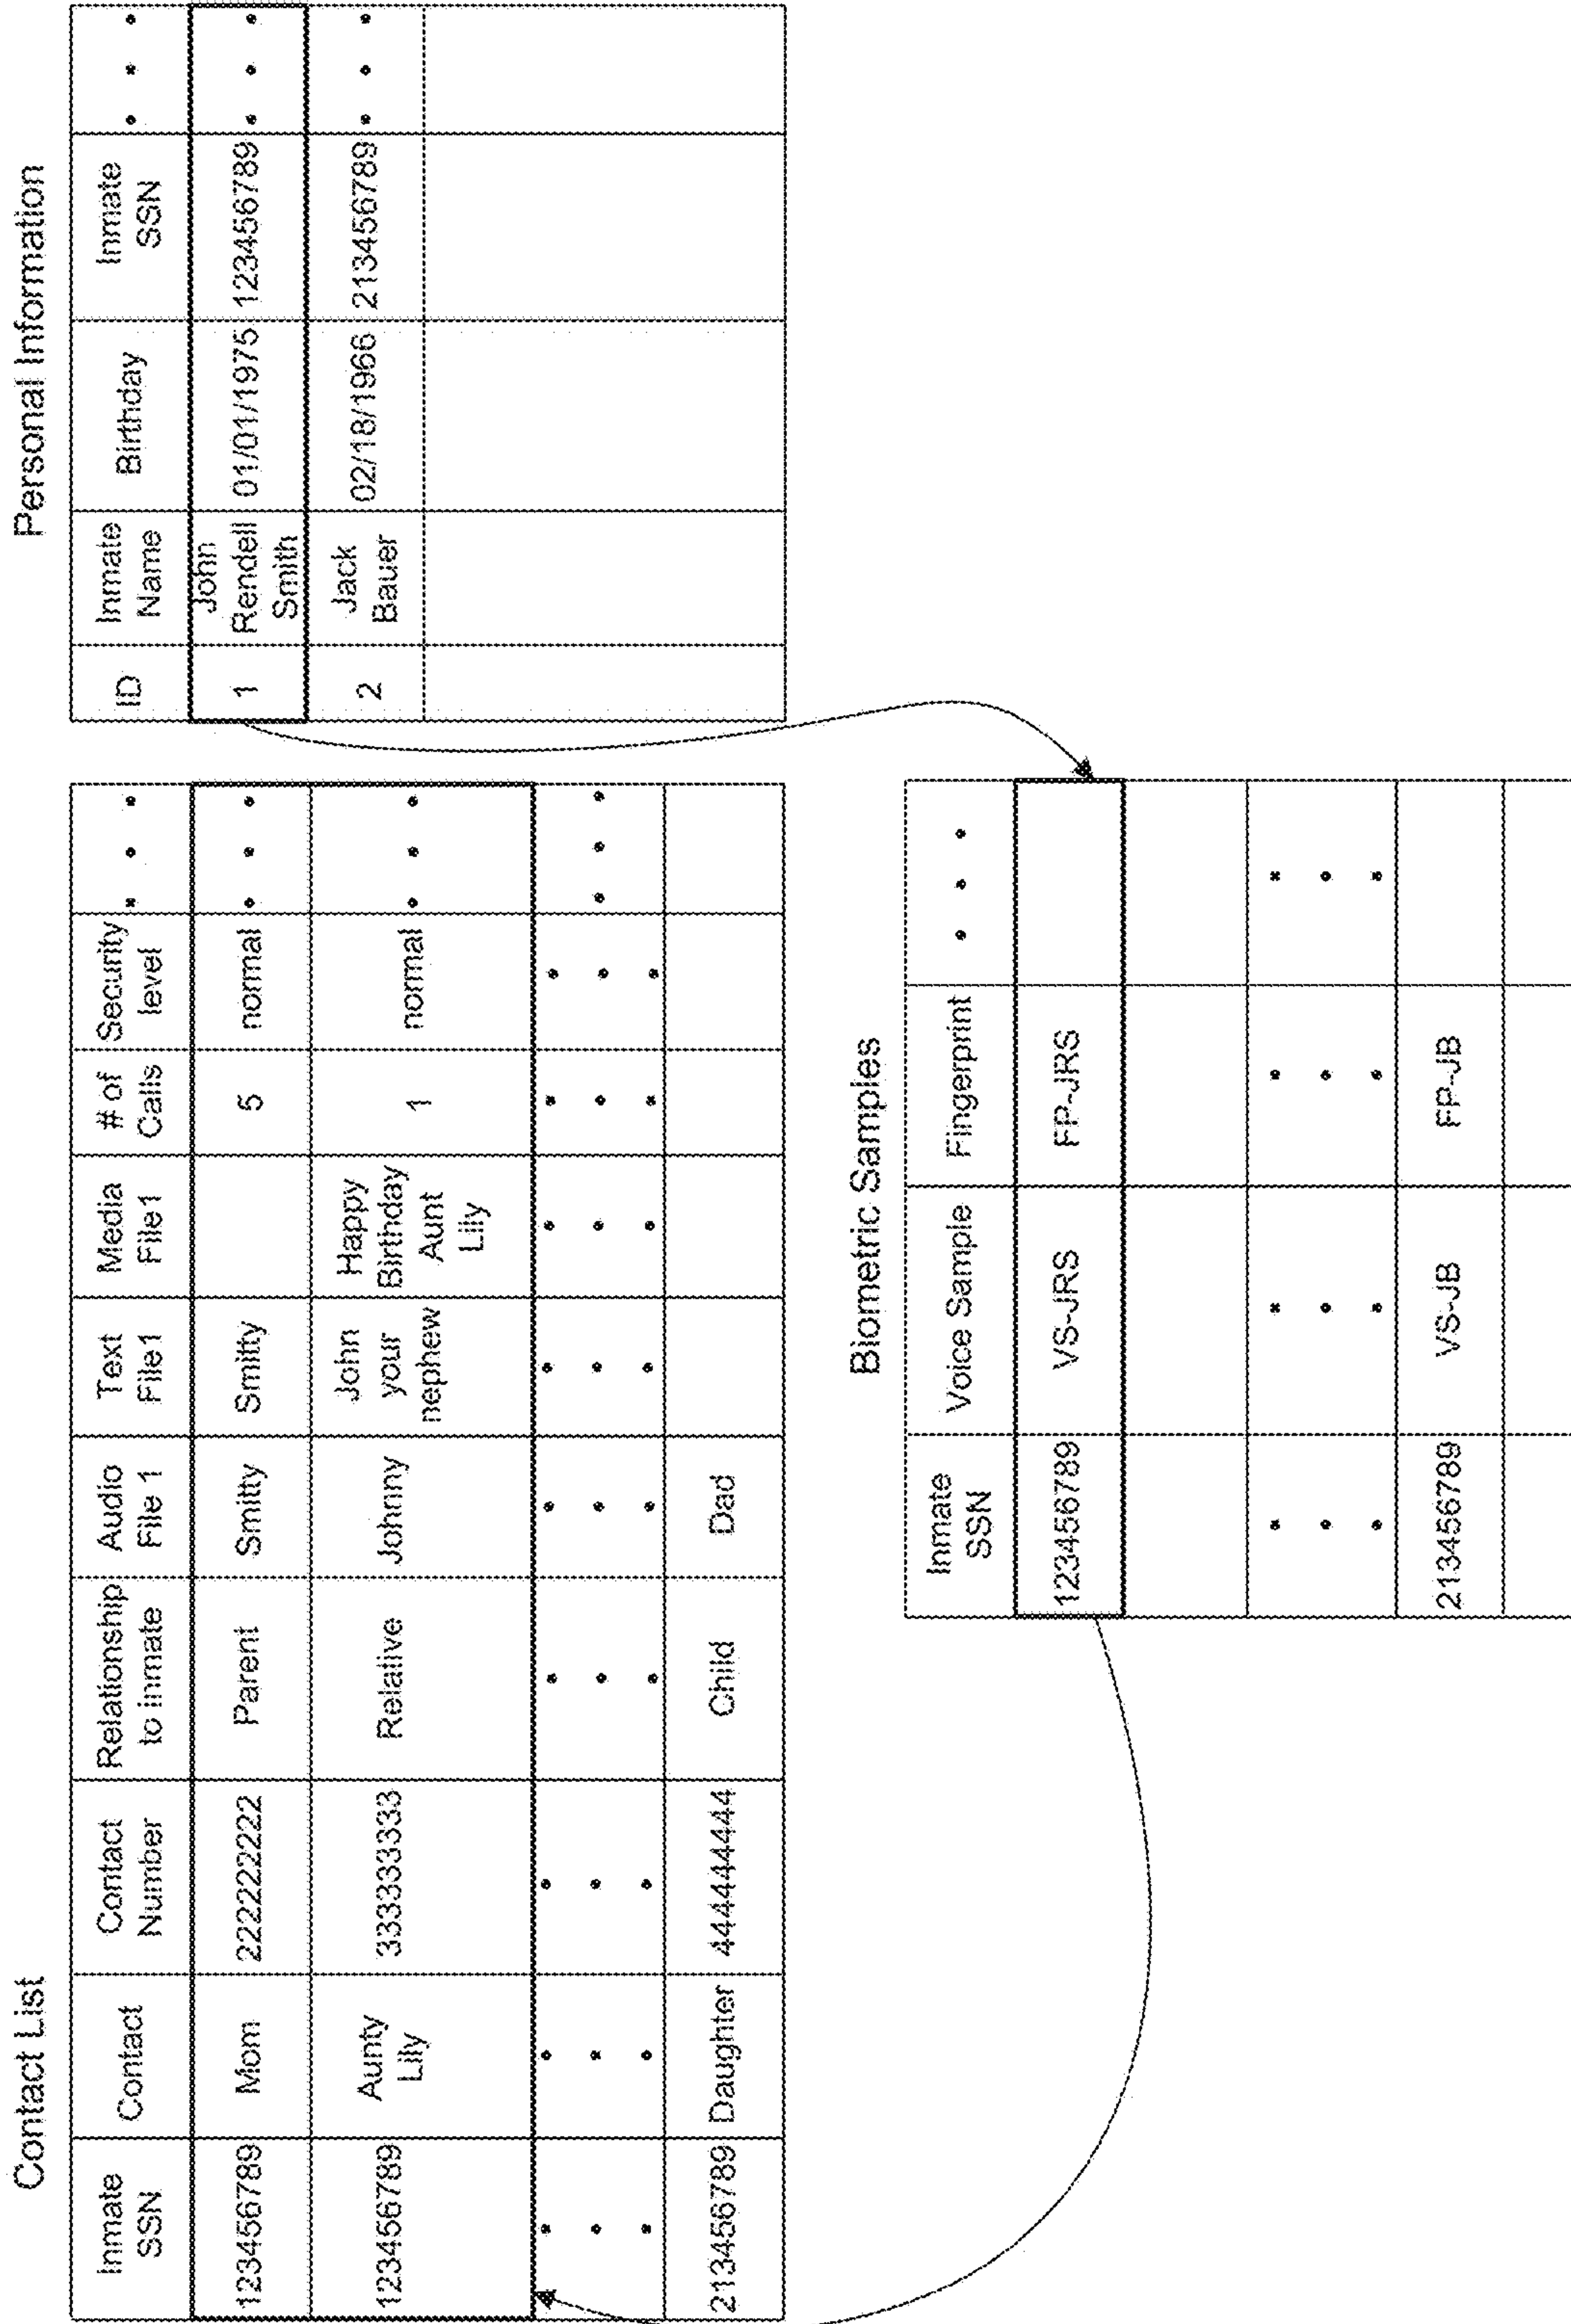 Contact List
Inmate SSN
Contact
Contact Number
Relationship to inmate
Audio File 1
Text File1
Media File1
# of Calls
Security level
123456789
Mom
222222222
Parent
Smitty
Smitty
5
normal
123456789
Aunty
Lily
333333333
Relative
Johnny
John
your
nephew
Happy
Birthday
Aunt
Lily
1
normal
213456789
Daughter
444444444
Child
Dad
Personal Information
ID
Inmate
Name
Birthday
Inmate
SSN
1
John
Rendell
Smith
01/01/1975
123456789
2
Jack
Bauer
02/18/1966
213456789
Biometric Samples
Inmate
SSN
Voice Sample
Fingerprint
123456789
VS-JRS
FP-JRS
213456789
VS-JB
FP-JB